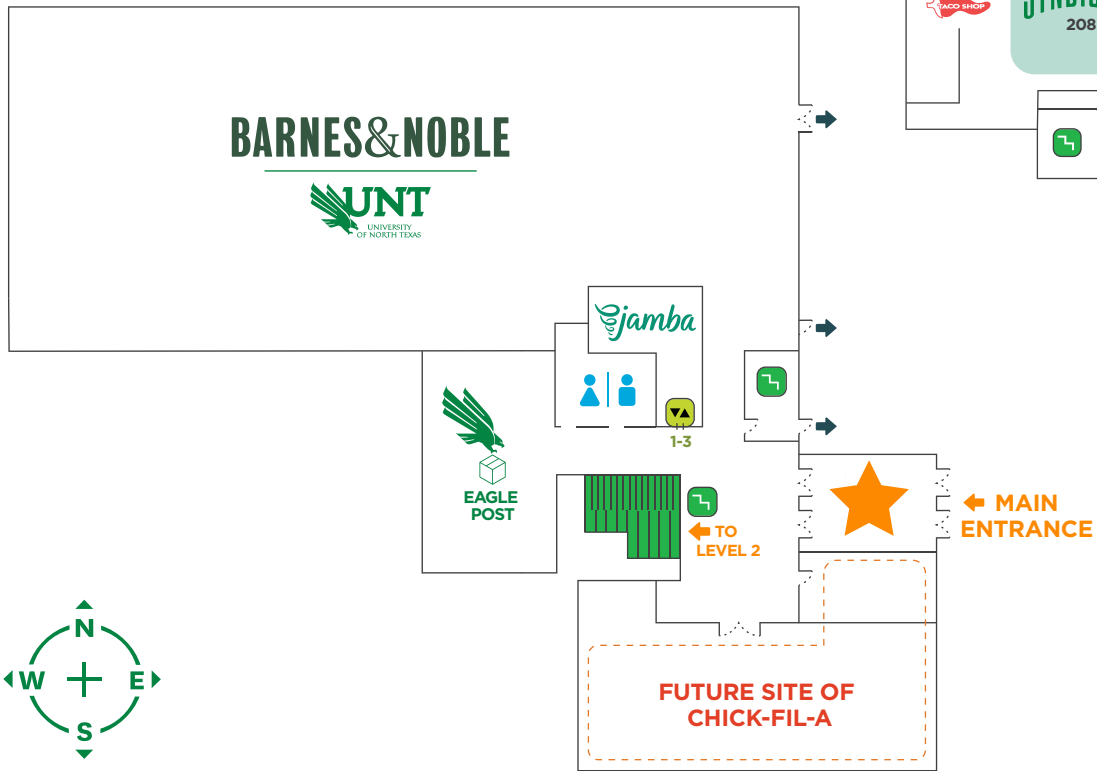 TACO SHOP
208
BARNES&NOBLE
UNT
UNIVERSITY
OF NORTH TEXAS
jamba
1-3
EAGLE
POST
TO
LEVEL 2
MAIN
ENTRANCE
N
W
E
S
FUTURE SITE OF
CHICK-FIL-A